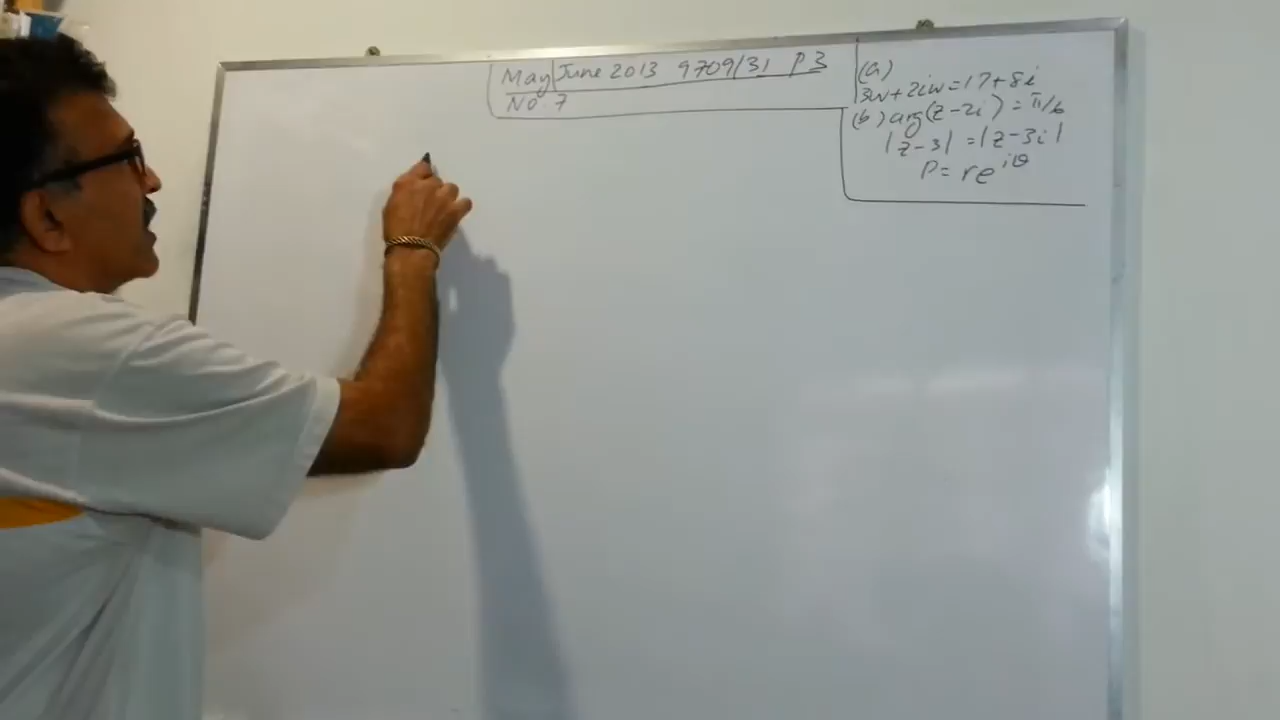 May/June 2013 9709/31 P3
No 7
(a)
3w+2iw=17+8i
(b) arg(z-2i) = π/6
|z-3| = |z-3i|
P= re^{iθ}